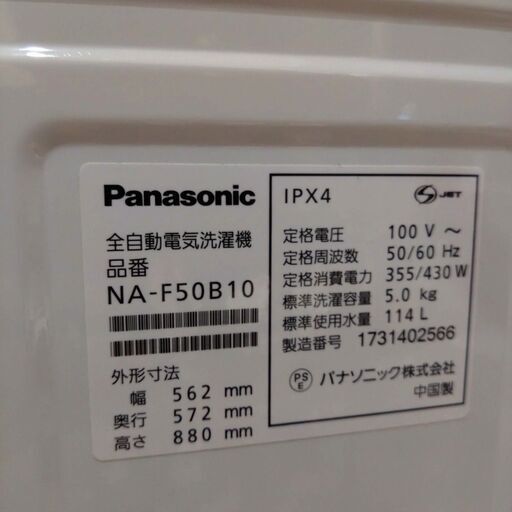 Panasonic
全自動電気洗濯機
品番
NA-F50B10
外形寸法
幅 562 mm
奥行 572 mm
高さ 880 mm
IPX4
S JET
定格電圧 100 V ～
定格周波数 50/60 Hz
定格消費電力 355/430 W
標準洗濯容量 5.0 kg
標準使用水量 114 L
製造番号 1731402566
PSE パナソニック株式会社
中国製